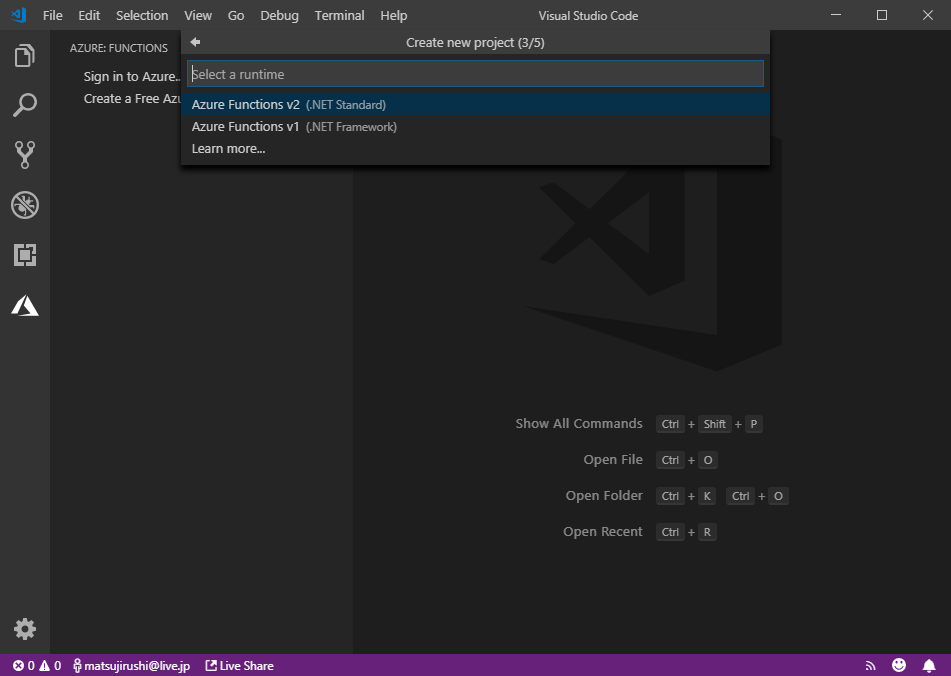 File Edit Selection View Go Debug Terminal Help Visual Studio Code
AZURE: FUNCTIONS
Sign in to Azure..
Create a Free Azu
Create new project (3/5)
Select a runtime
Azure Functions v2 (.NET Standard)
Azure Functions v1 (.NET Framework)
Learn more...
Show All Commands Ctrl + Shift + P
Open File Ctrl + O
Open Folder Ctrl + K Ctrl + O
Open Recent Ctrl + R
0 0 matsujirushi@live.jp Live Share